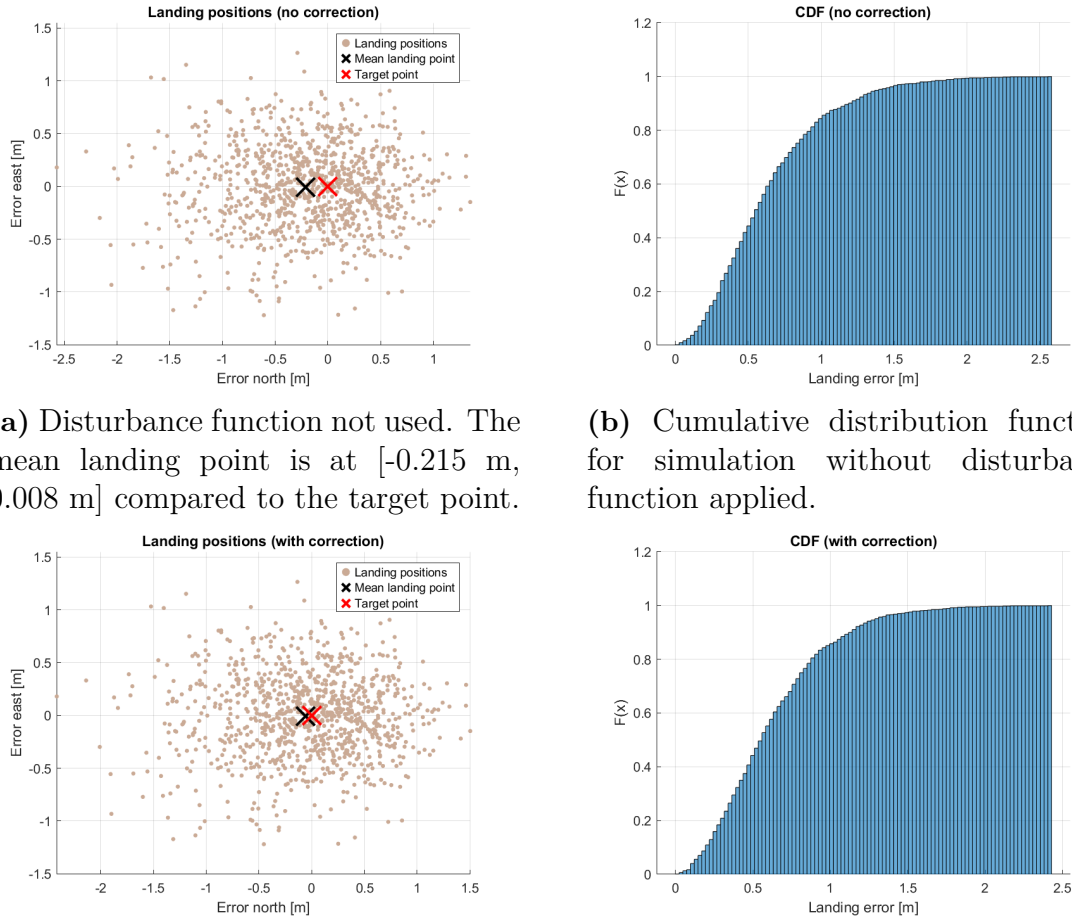 Landing positions (no correction)
Landing positions
Mean landing point
Target point
1.5
1
0.5
0
-0.5
-1
-1.5
Error east [m]
-2.5 -2 -1.5 -1 -0.5 0 0.5 1
Error north [m]
CDF (no correction)
1.2
1
0.8
0.6
0.4
0.2
0
F(x)
0 0.5 1 1.5 2 2.5
Landing error [m]
a) Disturbance function not used. The
mean landing point is at [-0.215 m,
0.008 m] compared to the target point.
(b) Cumulative distribution funct
for simulation without disturba
function applied.
Landing positions (with correction)
Landing positions
Mean landing point
Target point
1.5
1
0.5
0
-0.5
-1
-1.5
Error east [m]
-2 -1.5 -1 -0.5 0 0.5 1 1.5
Error north [m]
CDF (with correction)
1.2
1
0.8
0.6
0.4
0.2
0
F(x)
0 0.5 1 1.5 2 2.5
Landing error [m]